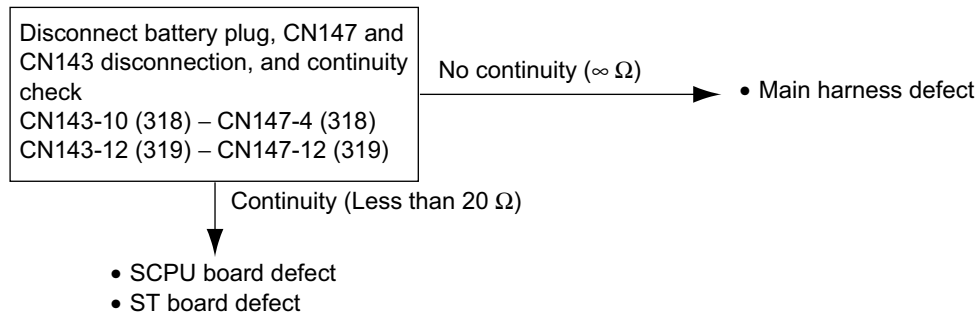 Disconnect battery plug, CN147 and
CN143 disconnection, and continuity
check
CN143-10 (318) – CN147-4 (318)
CN143-12 (319) – CN147-12 (319)
No continuity (∞ Ω)
• Main harness defect
Continuity (Less than 20 Ω)
• SCPU board defect
• ST board defect